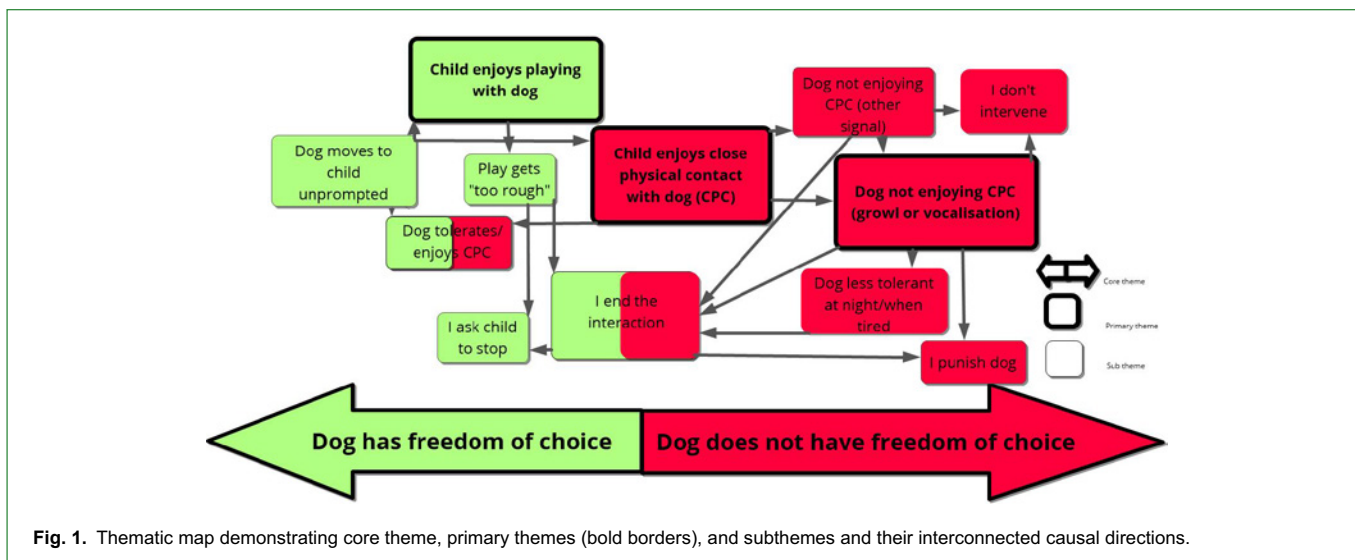 Child enjoys playing
with dog
Dog not enjoying
CPC (other
signal)
I don't
intervene
Dog moves to
child
unprompted
Play gets
"too rough"
Child enjoys close
physical contact
with dog (CPC)
Dog not enjoying CPC
(growl or vocalisation)
Dog tolerates/
enjoys CPC
I end the
interaction
Dog less tolerant
at night/when
tired
I ask child
to stop
I punish dog
Core theme
Primary theme
Sub theme
Dog has freedom of choice
Dog does not have freedom of choice
Fig. 1. Thematic map demonstrating core theme, primary themes (bold borders), and subthemes and their interconnected causal directions.